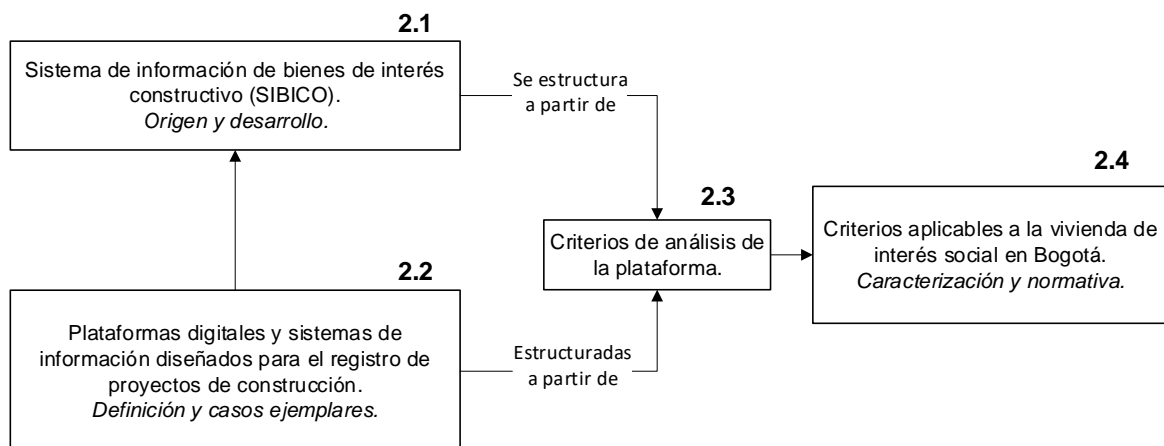 2.1
Sistema de información de bienes de interés
constructivo (SIBICO).
Origen y desarrollo.
Se estructura
a partir de
2.2
Plataformas digitales y sistemas de
información diseñados para el registro de
proyectos de construcción.
Definición y casos ejemplares.
Estructuradas
a partir de
2.3
Criterios de análisis de
la plataforma.
2.4
Criterios aplicables a la vivienda de
interés social en Bogotá.
Caracterización y normativa.